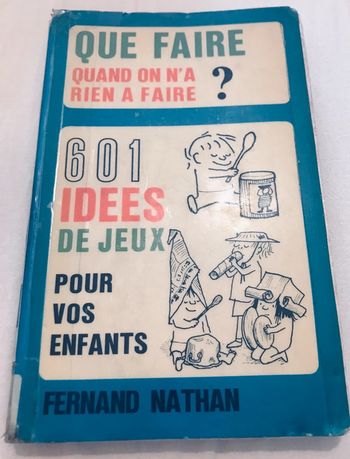 QUE FAIRE
QUAND ON N'A
RIEN A FAIRE ?
601
IDEES
DE JEUX
POUR
VOS
ENFANTS
FERNAND NATHAN